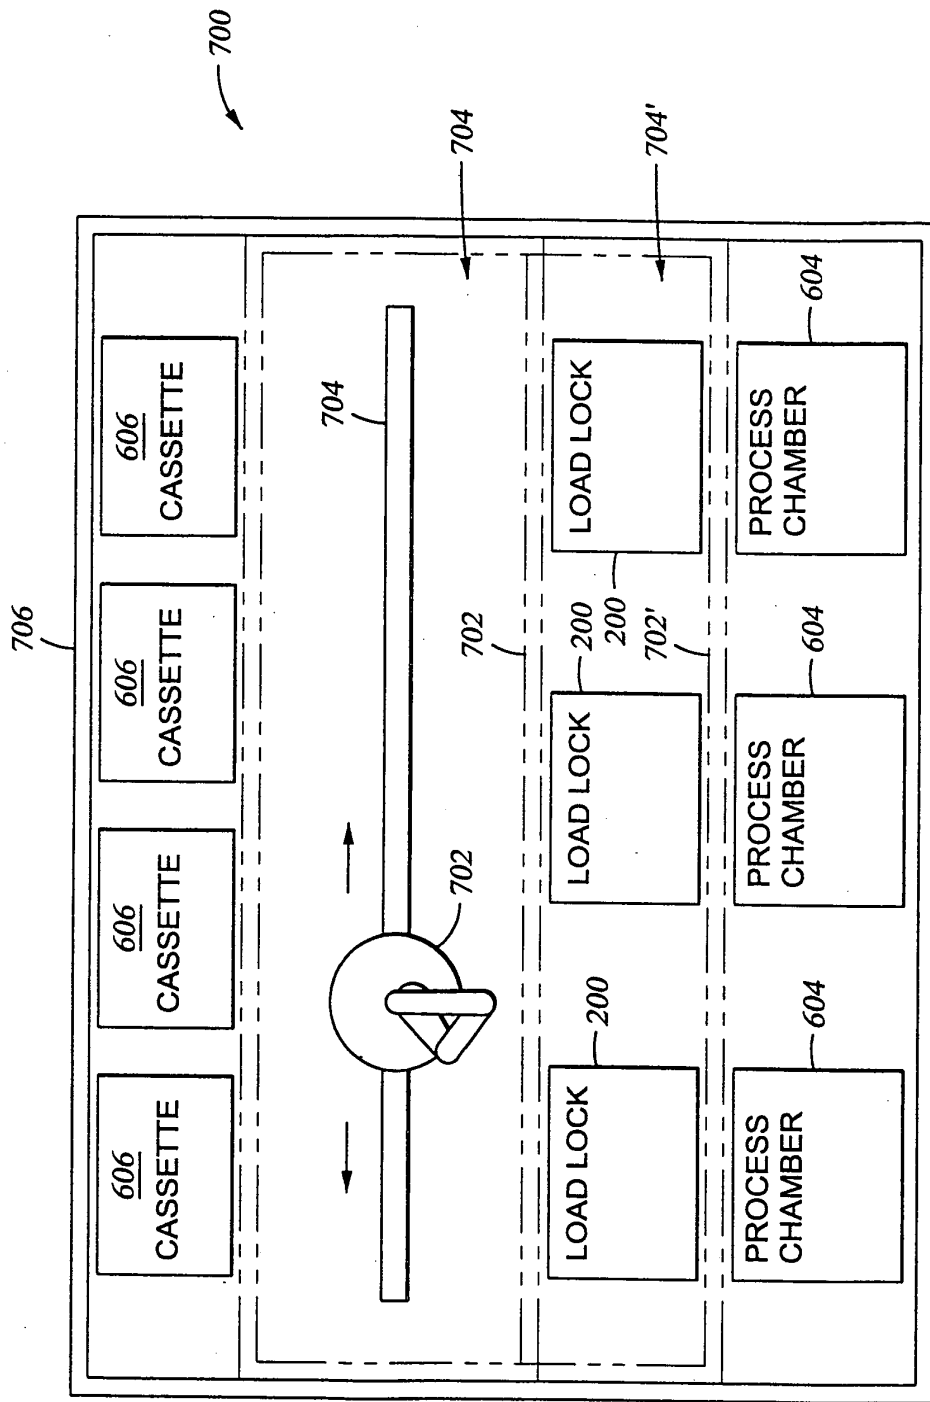 700
706
606
CASSETTE
606
CASSETTE
606
CASSETTE
606
CASSETTE
704
704
702
702
704'
200
LOAD LOCK
200
LOAD LOCK
200
LOAD LOCK
702'
604
PROCESS
CHAMBER
604
PROCESS
CHAMBER
604
PROCESS
CHAMBER